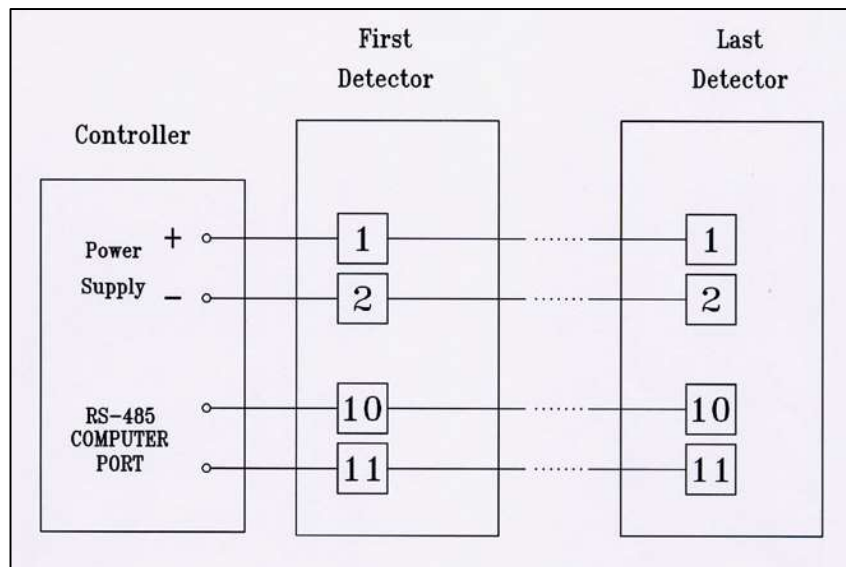 First
Detector
Last
Detector
Controller
Power
Supply
+
−
1
1
2
2
RS-485
COMPUTER
PORT
10
10
11
11